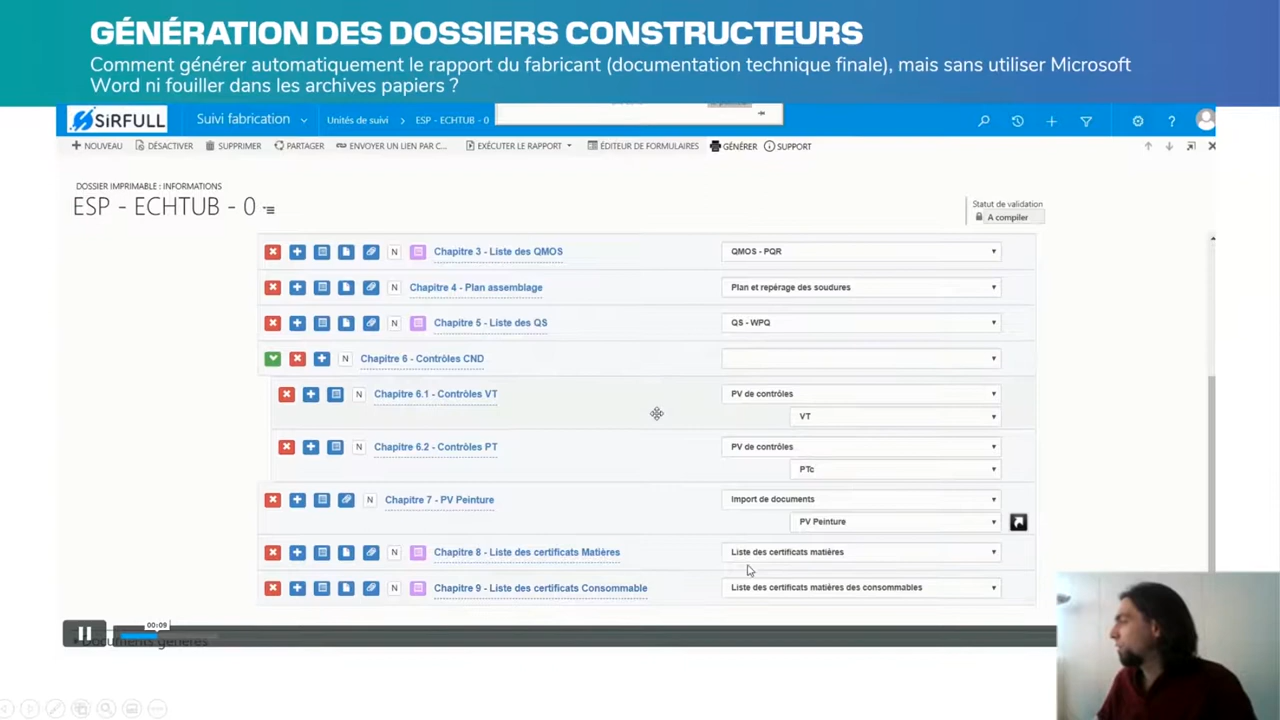 GÉNÉRATION DES DOSSIERS CONSTRUCTEURS
Comment générer automatiquement le rapport du fabricant (documentation technique finale), mais sans utiliser Microsoft
Word ni fouiller dans les archives papiers ?
SiRFULL Suivi fabrication Unités de suivi > ESP - ECHTUB - 0 ?
NOUVEAU DÉSACTIVER SUPPRIMER PARTAGER ENVOYER UN LIEN PAR C... EXÉCUTER LE RAPPORT ÉDITEUR DE FORMULAIRES GÉNÉRER SUPPORT
DOSSIER IMPRIMABLE : INFORMATIONS
ESP - ECHTUB - 0
Statut de validation
A compiler
N Chapitre 3 - Liste des QMOS QMOS - PQR
N Chapitre 4 - Plan assemblage Plan et repérage des soudures
N Chapitre 5 - Liste des QS QS - WPQ
N Chapitre 6 - Contrôles CND
N Chapitre 6.1 - Contrôles VT PV de contrôles
VT
N Chapitre 6.2 - Contrôles PT PV de contrôles
PTc
N Chapitre 7 - PV Peinture Import de documents
PV Peinture
N Chapitre 8 - Liste des certificats Matières Liste des certificats matières
N Chapitre 9 - Liste des certificats Consommable Liste des certificats matières des consommables
00:09
Documents générés